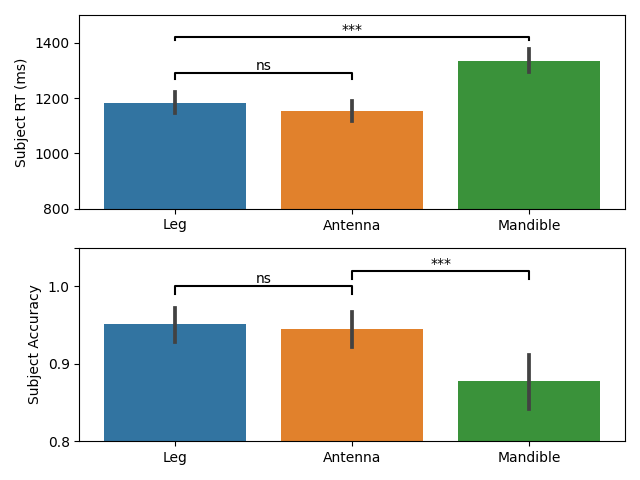 Subject RT (ms)
1400
1200
1000
800
***
ns
Leg
Antenna
Mandible
Subject Accuracy
1.0
0.9
0.8
***
ns
Leg
Antenna
Mandible